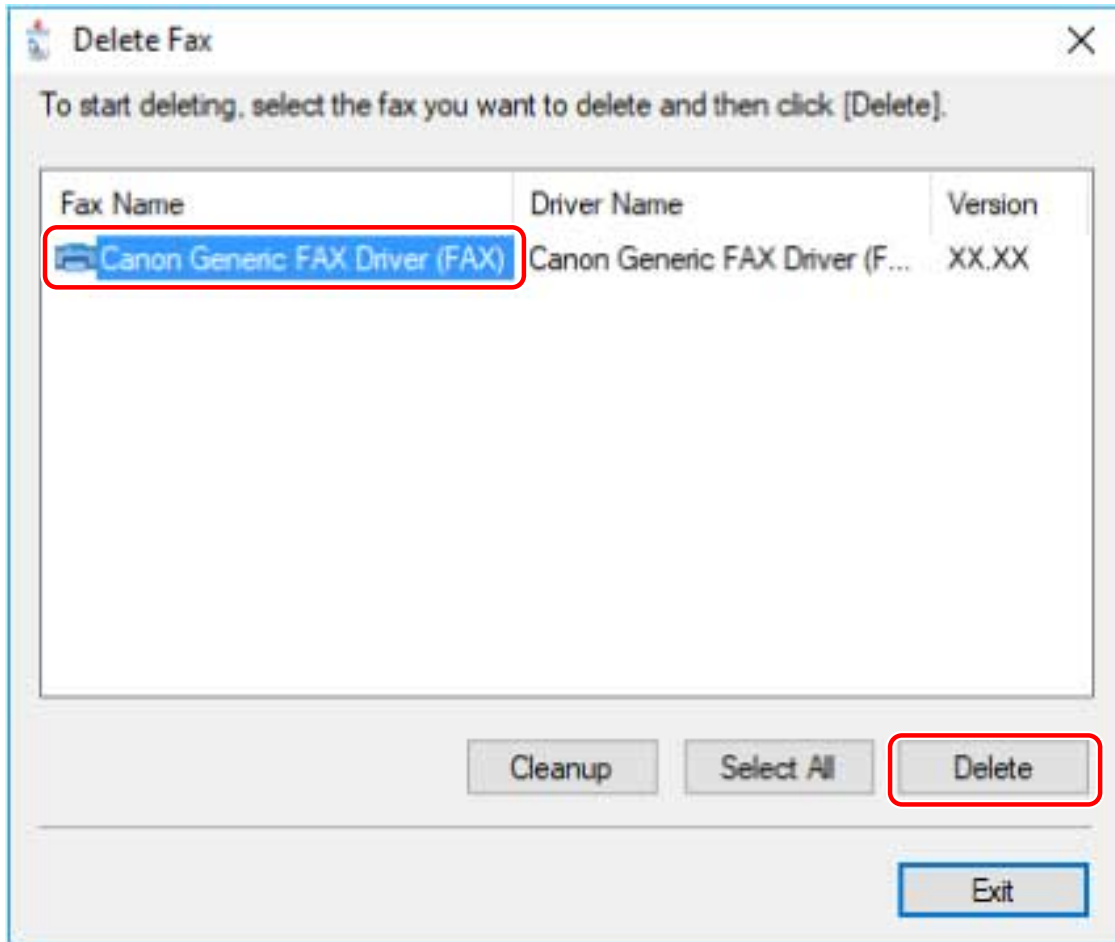 Delete Fax
To start deleting, select the fax you want to delete and then click [Delete].
Fax Name Driver Name Version
Canon Generic FAX Driver (FAX) Canon Generic FAX Driver (F... XX.XX
Cleanup Select All Delete
Exit